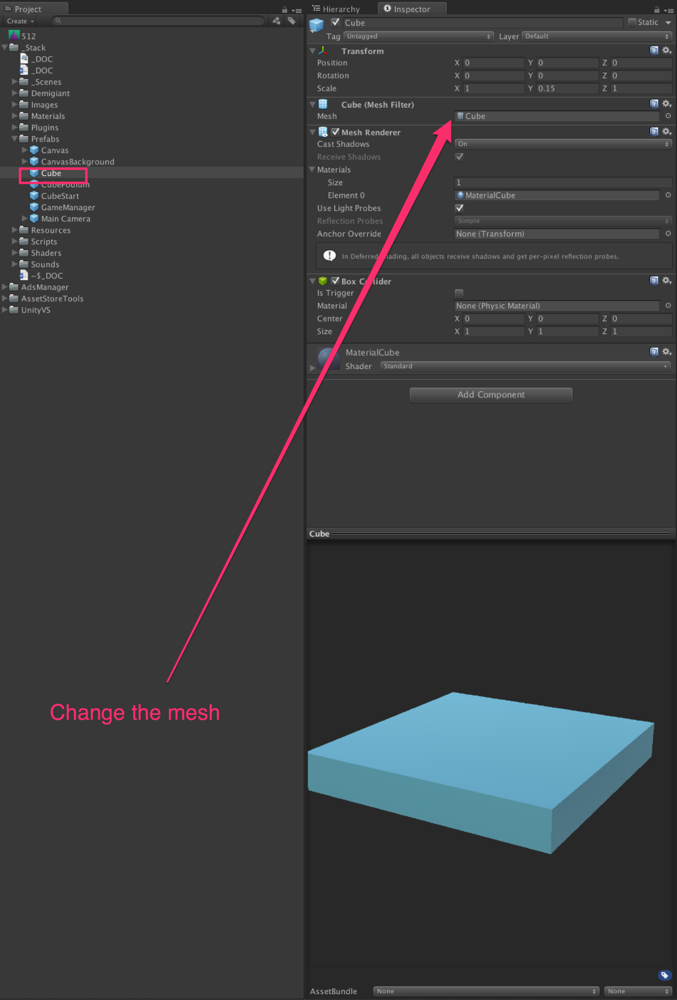 Project
Create
512
_Stack
_DOC
_DOC
_Scenes
Demigiant
Images
Materials
Plugins
Prefabs
Canvas
CanvasBackground
Cube
CubePodium
CubeStart
GameManager
Main Camera
Resources
Scripts
Shaders
Sounds
~$_DOC
AdsManager
AssetStoreTools
UnityVS
Change the mesh
Hierarchy Inspector
Cube Static
Tag Untagged Layer Default
Transform
Position X 0 Y 0 Z 0
Rotation X 0 Y 0 Z 0
Scale X 1 Y 0.15 Z 1
Cube (Mesh Filter)
Mesh Cube
Mesh Renderer
Cast Shadows On
Receive Shadows
Materials
Size 1
Element 0 MaterialCube
Use Light Probes
Reflection Probes Simple
Anchor Override None (Transform)
In Deferred Shading, all objects receive shadows and get per-pixel reflection probes.
Box Collider
Is Trigger
Material None (Physic Material)
Center X 0 Y 0 Z 0
Size X 1 Y 1 Z 1
MaterialCube
Shader Standard
Add Component
Cube
AssetBundle None None